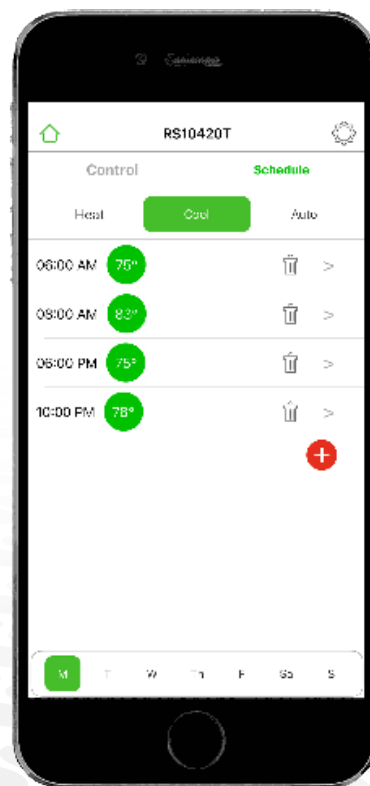 RS10420T
Control Schedule
Heat Cool Auto
06:00 AM 75° >
08:00 AM 83° >
06:00 PM 75° >
10:00 PM 78° >
+
M T W Th F Sa S